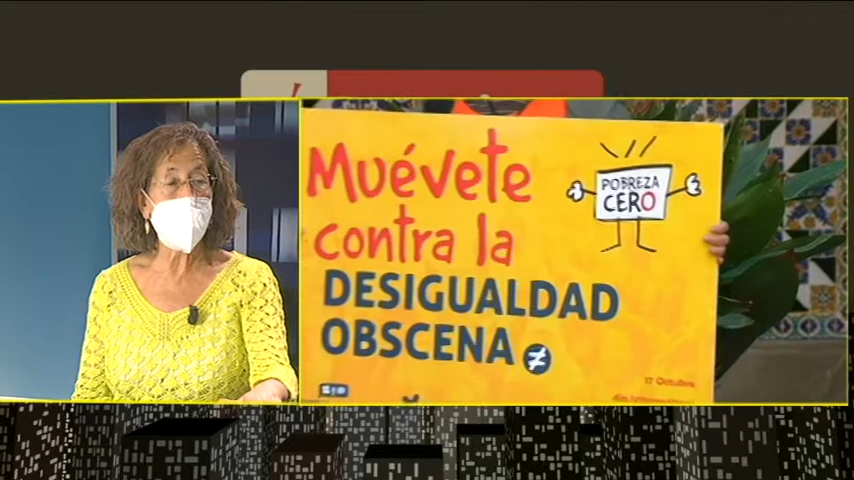 Muévete
contra la
DESIGUALDAD
OBSCENA
POBREZA
CERO
17 Octubre